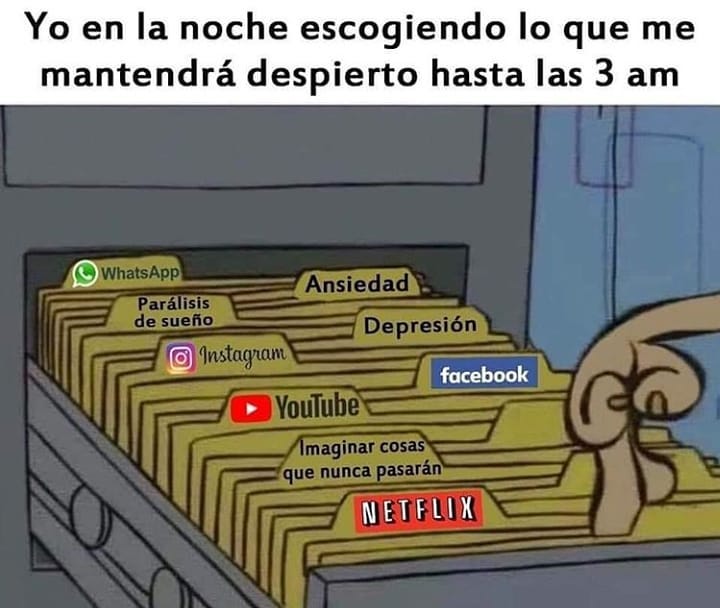 Yo en la noche escogiendo lo que me
mantendrá despierto hasta las 3 am
WhatsApp
Ansiedad
Parálisis
de sueño
Depresión
Instagram
facebook
YouTube
Imaginar cosas
que nunca pasarán
NETFLIX